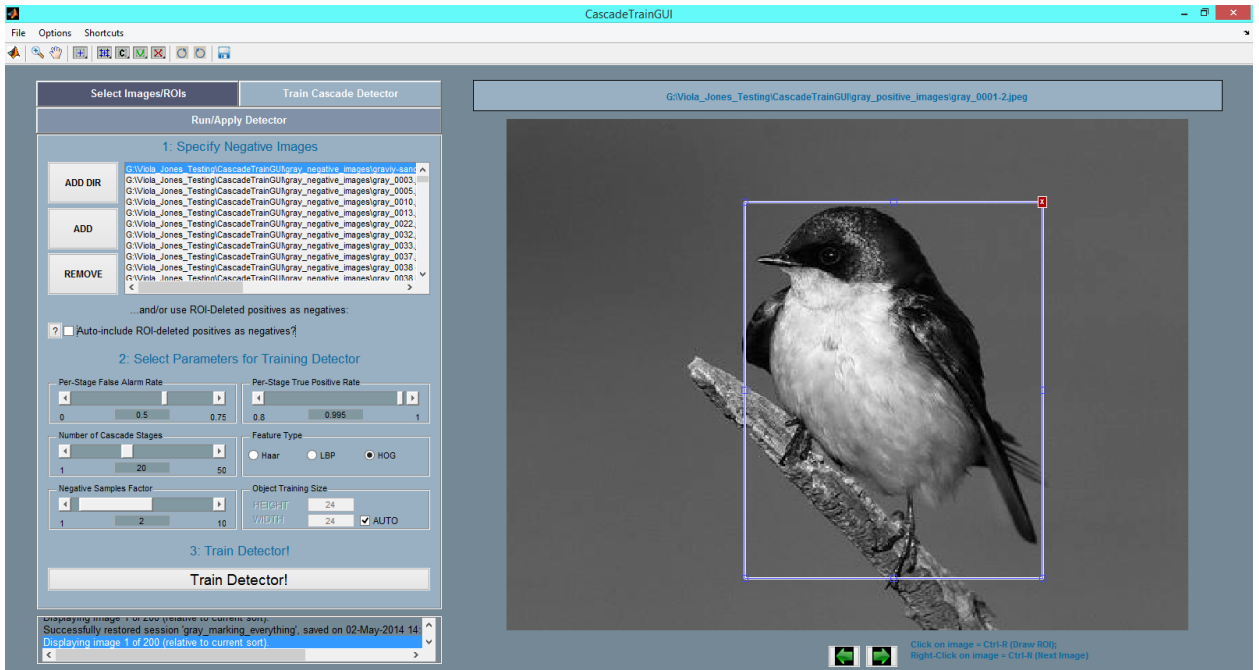 CascadeTrainGUI
File Options Shortcuts
Select Images/ROIs
Train Cascade Detector
Run/Apply Detector
1: Specify Negative Images
ADD DIR
ADD
REMOVE
G:\Viola_Jones_Testing\CascadeTrainGUI\gray_negative_images\graviy-sand
G:\Viola_Jones_Testing\CascadeTrainGUI\gray_negative_images\gray_0003.
G:\Viola_Jones_Testing\CascadeTrainGUI\gray_negative_images\gray_0005.
G:\Viola_Jones_Testing\CascadeTrainGUI\gray_negative_images\gray_0010.
G:\Viola_Jones_Testing\CascadeTrainGUI\gray_negative_images\gray_0013.
G:\Viola_Jones_Testing\CascadeTrainGUI\gray_negative_images\gray_0022.
G:\Viola_Jones_Testing\CascadeTrainGUI\gray_negative_images\gray_0032.
G:\Viola_Jones_Testing\CascadeTrainGUI\gray_negative_images\gray_0033.
G:\Viola_Jones_Testing\CascadeTrainGUI\gray_negative_images\gray_0037.
G:\Viola_Jones_Testing\CascadeTrainGUI\gray_negative_images\gray_0038
G:\Viola_Jones_Testing\CascadeTrainGUI\gray_negative_images\gray_0038
...and/or use ROI-Deleted positives as negatives:
? Auto-include ROI-deleted positives as negatives?
2: Select Parameters for Training Detector
Per-Stage False Alarm Rate
0 0.5 0.75
Per-Stage True Positive Rate
0.8 0.995 1
Number of Cascade Stages
1 20 50
Feature Type
Haar LBP HOG
Negative Samples Factor
1 2 10
Object Training Size
HEIGHT 24
WIDTH 24 AUTO
3: Train Detector!
Train Detector!
Displaying image 1 of 200 (relative to current sort).
Successfully restored session 'gray_marking_everything', saved on 02-May-2014 14:
Displaying image 1 of 200 (relative to current sort).
G:\Viola_Jones_Testing\CascadeTrainGUI\gray_positive_images\gray_0001-2.jpeg
X
Click on image = Ctrl-R (Draw ROI);
Right-Click on image = Ctrl-N (Next Image)